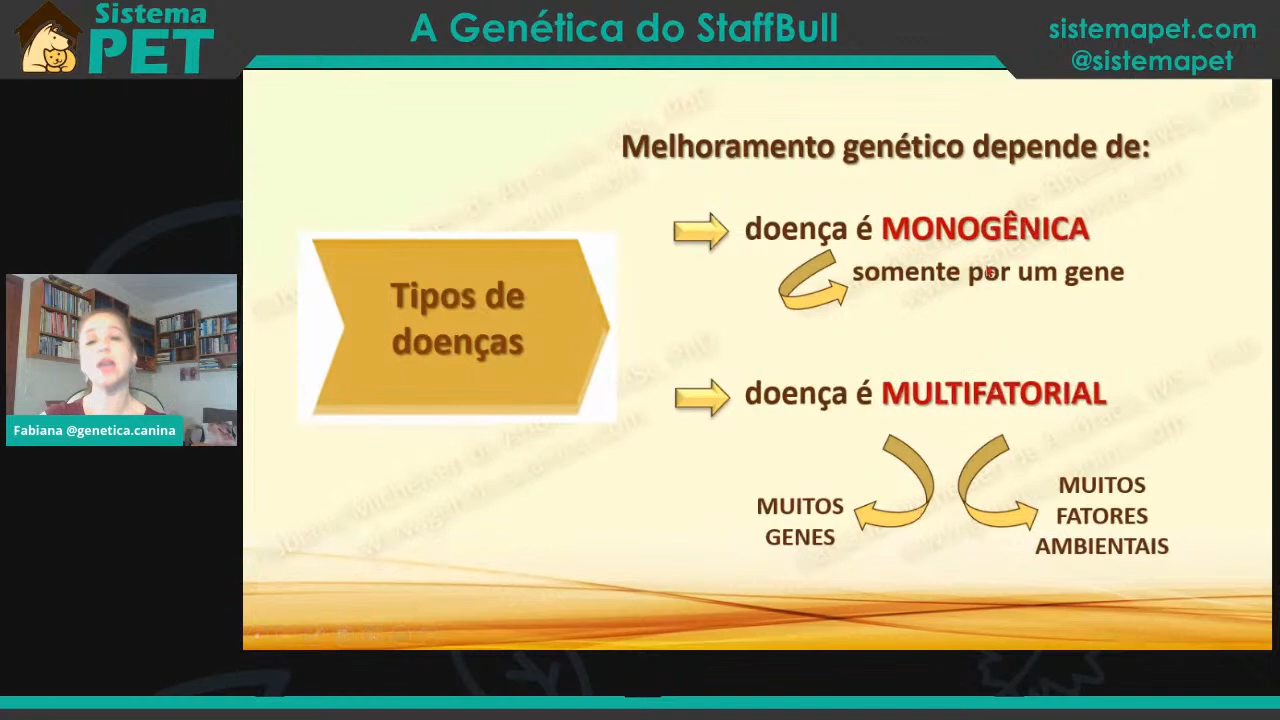 Sistema
PET
A Genética do StaffBull
sistemapet.com
@sistemapet
Melhoramento genético depende de:
doença é MONOGÊNICA
somente por um gene
Tipos de
doenças
doença é MULTIFATORIAL
MUITOS
GENES
MUITOS
FATORES
AMBIENTAIS
Fabiana @genetica.canina